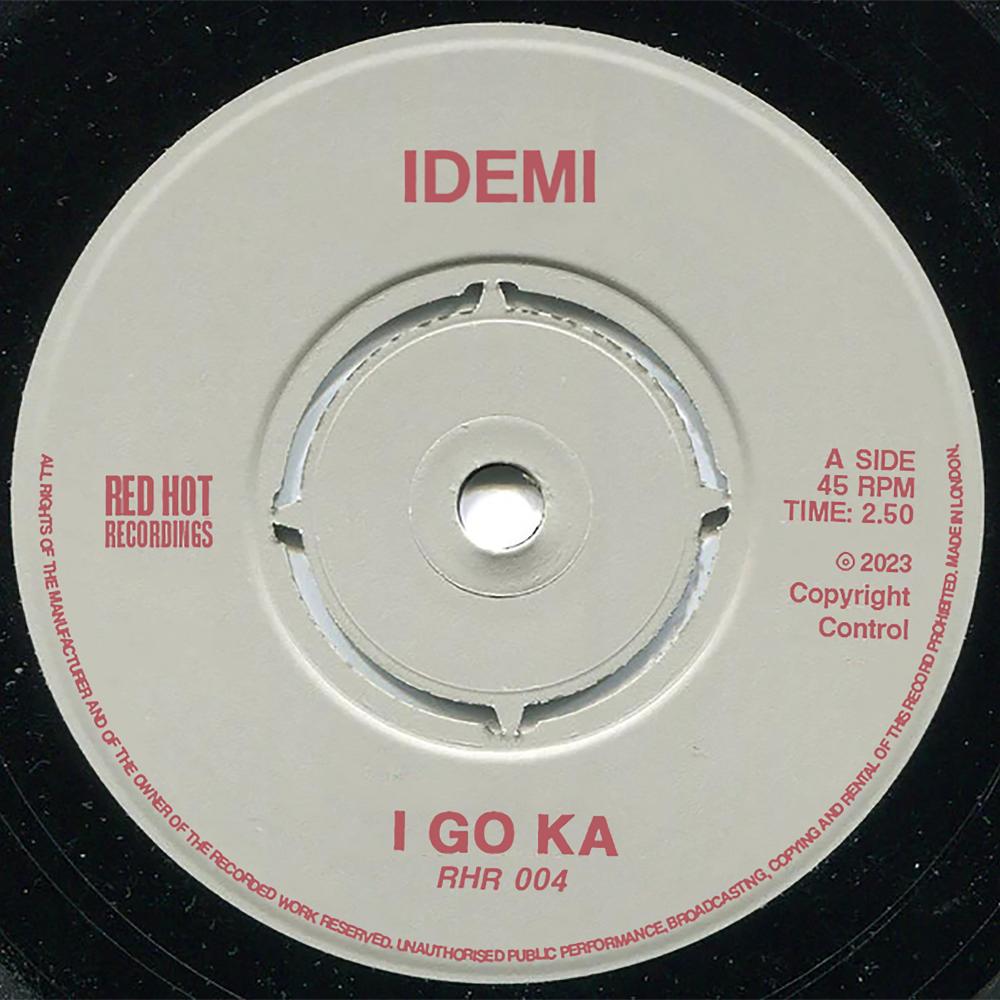 IDEMI
RED HOT
RECORDINGS
A SIDE
45 RPM
TIME: 2.50
℗ 2023
Copyright
Control
I GO KA
RHR 004
ALL RIGHTS OF THE MANUFACTURER AND OF THE OWNER OF THE RECORDED WORK RESERVED. UNAUTHORISED PUBLIC PERFORMANCE, BROADCASTING, COPYING AND RENTAL OF THIS RECORD PROHIBITED. MADE IN LONDON.